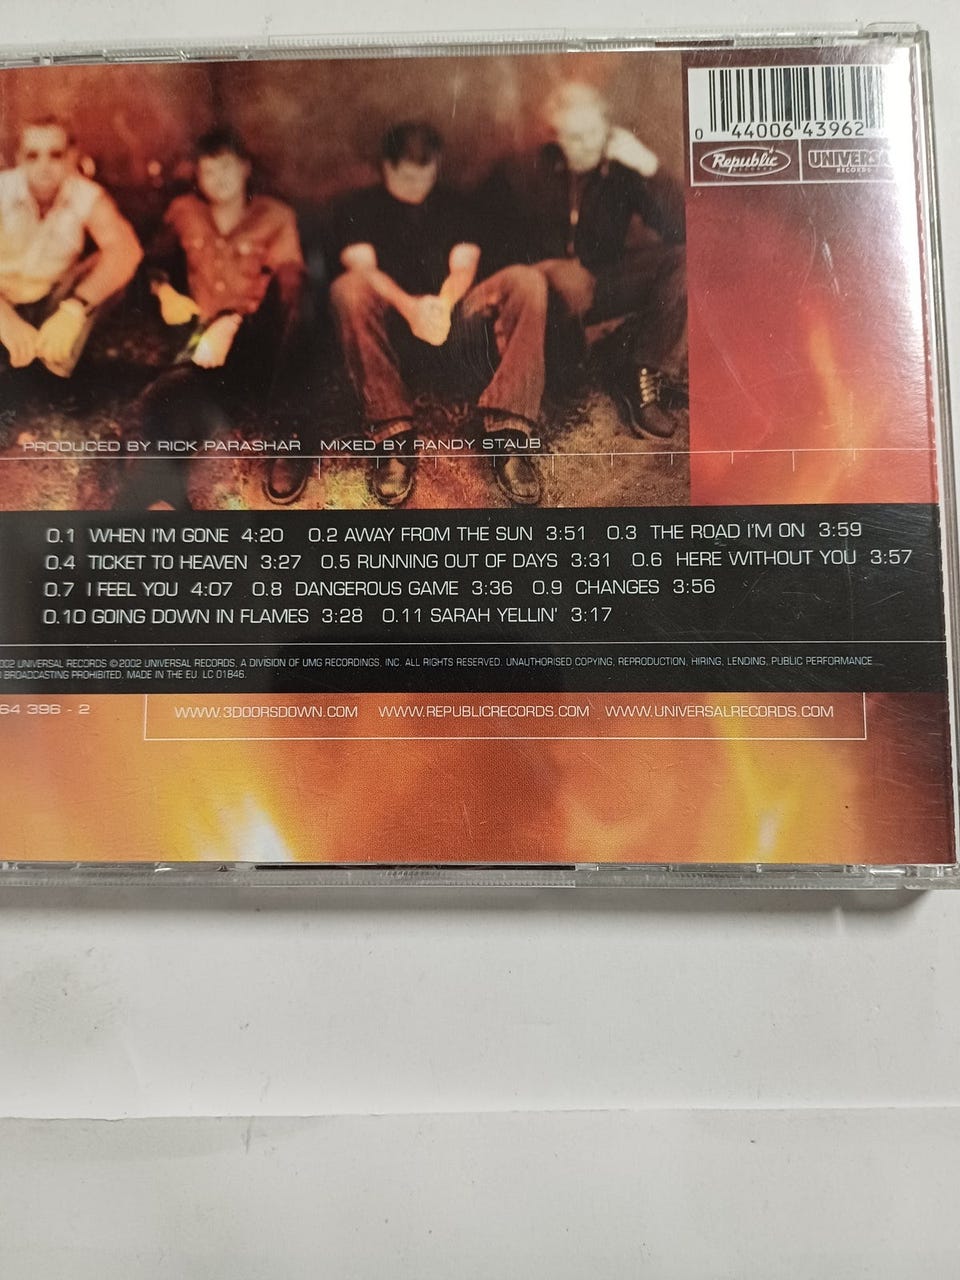 0 44006 43962
Republic
RECORDS
UNIVERSA
RECORDS
PRODUCED BY RICK PARASHAR MIXED BY RANDY STAUB
0.1 WHEN I'M GONE 4:20 0.2 AWAY FROM THE SUN 3:51 0.3 THE ROAD I'M ON 3:59
0.4 TICKET TO HEAVEN 3:27 0.5 RUNNING OUT OF DAYS 3:31 0.6 HERE WITHOUT YOU 3:57
0.7 I FEEL YOU 4:07 0.8 DANGEROUS GAME 3:36 0.9 CHANGES 3:56
0.10 GOING DOWN IN FLAMES 3:28 0.11 SARAH YELLIN' 3:17
002 UNIVERSAL RECORDS © 2002 UNIVERSAL RECORDS, A DIVISION OF UMG RECORDINGS, INC. ALL RIGHTS RESERVED. UNAUTHORISED COPYING, REPRODUCTION, HIRING, LENDING, PUBLIC PERFORMANCE
BROADCASTING PROHIBITED. MADE IN THE EU. LC 01846.
64 396 - 2
WWW.3DOORSDOWN.COM WWW.REPUBLICRECORDS.COM WWW.UNIVERSALRECORDS.COM